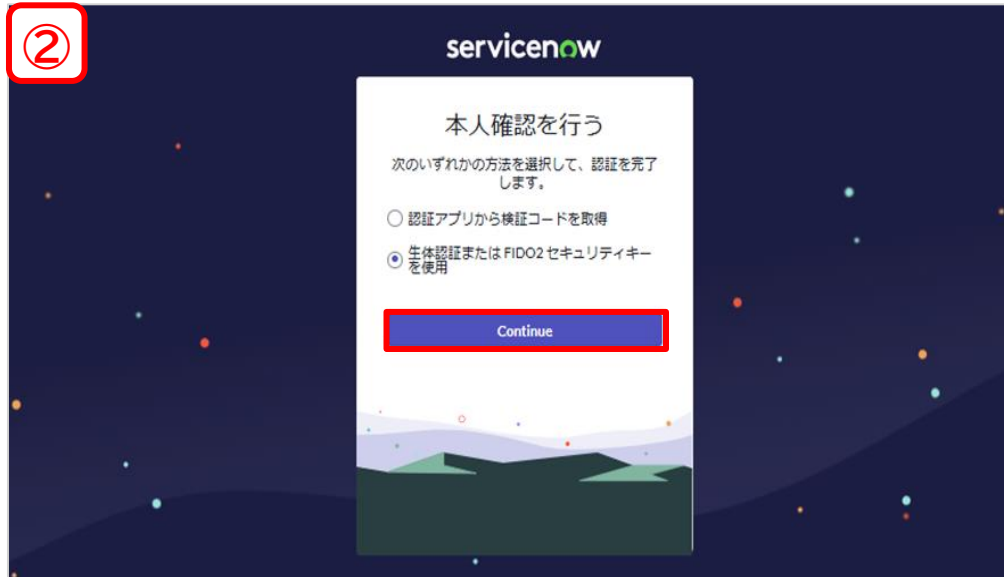 ②
servicenow
本人確認を行う
次のいずれかの方法を選択して、認証を完了
します。
認証アプリから検証コードを取得
生体認証または FIDO2 セキュリティキー
を使用
Continue